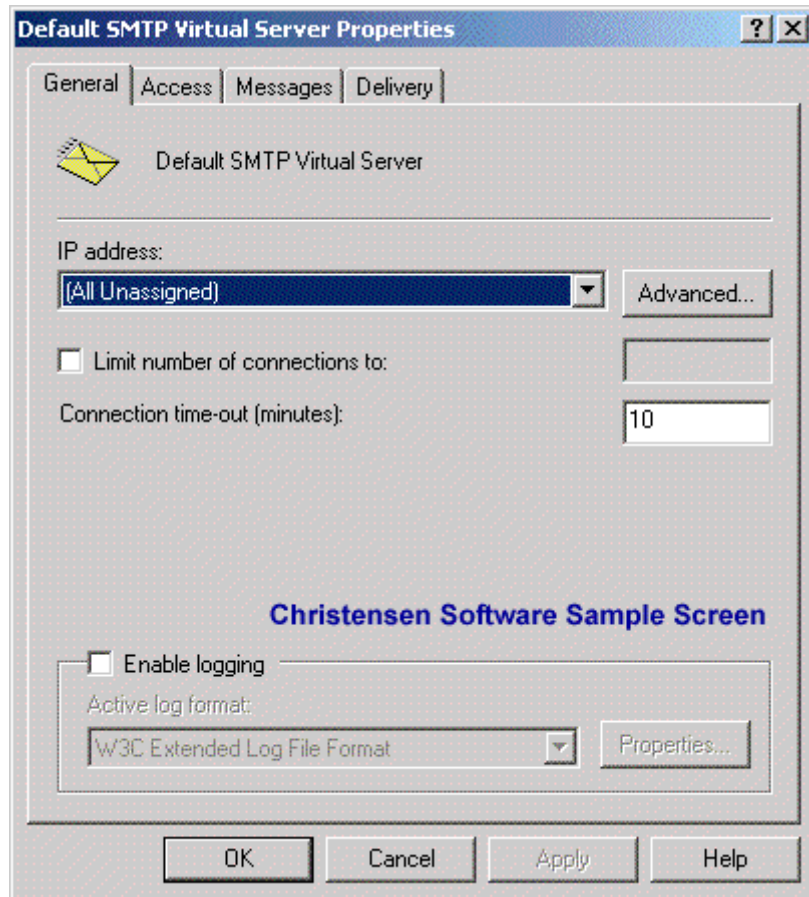 Default SMTP Virtual Server Properties
General Access Messages Delivery
Default SMTP Virtual Server
IP address:
(All Unassigned) Advanced...
Limit number of connections to:
Connection time-out (minutes): 10
Christensen Software Sample Screen
Enable logging
Active log format:
W3C Extended Log File Format Properties...
OK Cancel Apply Help